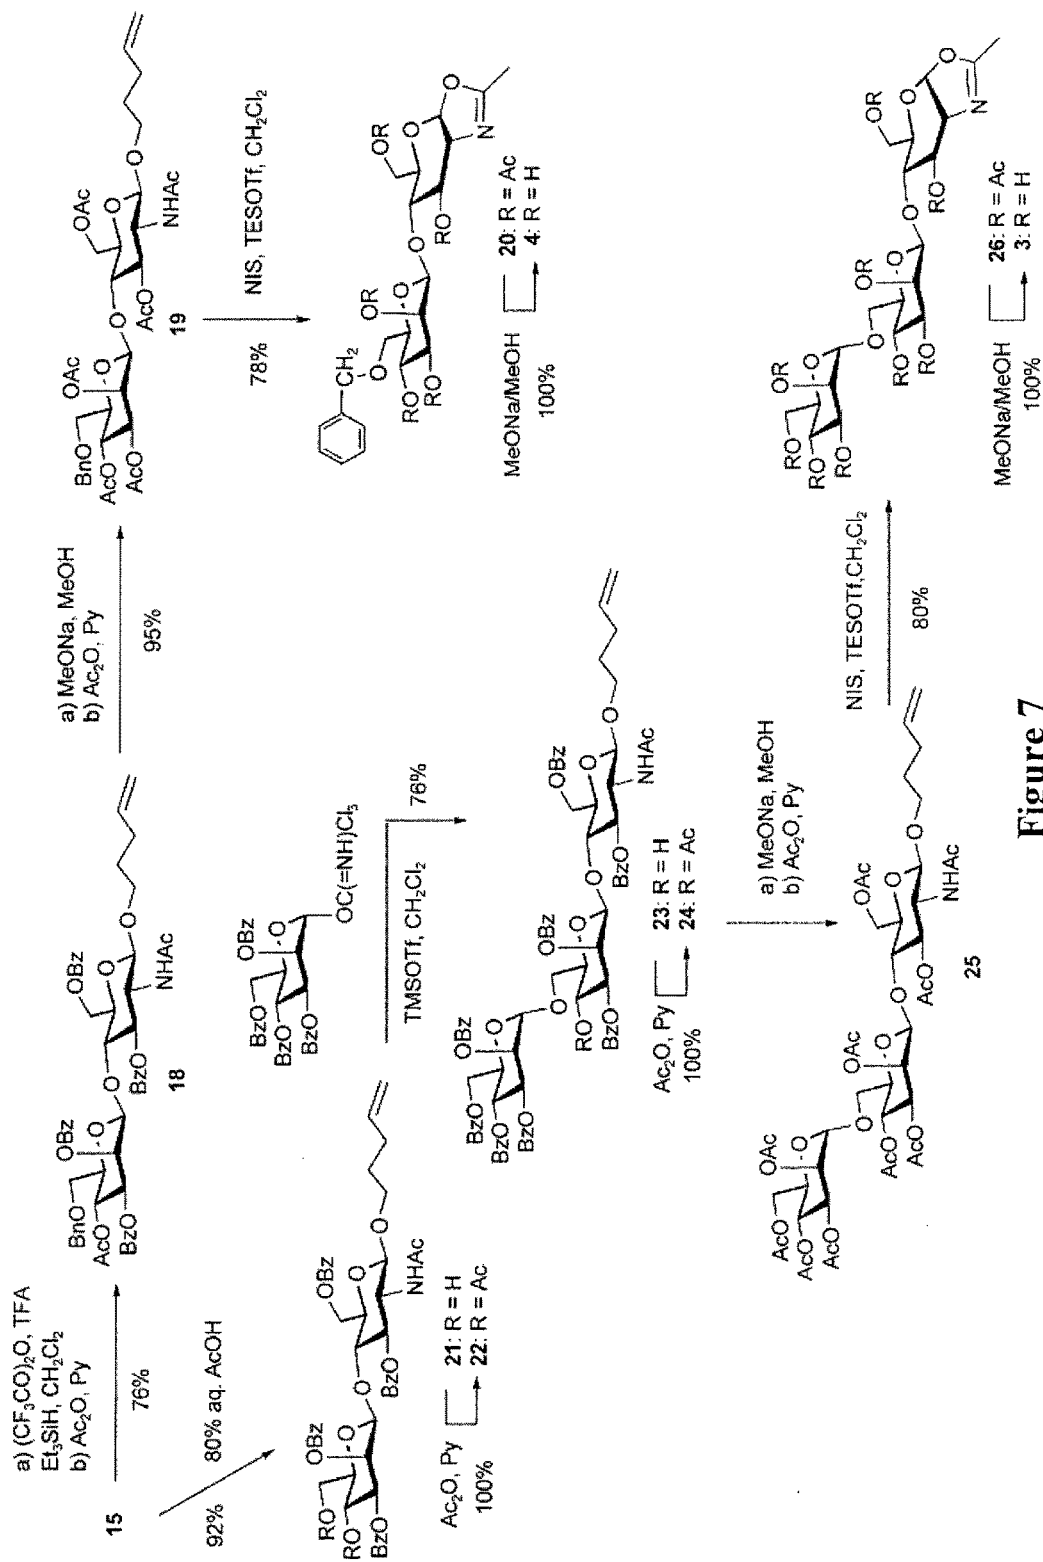 15
a) (CF3CO)2O, TFA
Et3SiH, CH2Cl2
b) Ac2O, Py
76%
BnO
AcO
BzO
OBz
O
O
BzO
OBz
O
NHAc
O
18
a) MeONa, MeOH
b) Ac2O, Py
95%
BnO
AcO
AcO
OAc
O
O
AcO
OAc
O
NHAc
O
19
92%
80% aq. AcOH
RO
RO
BzO
OBz
O
O
BzO
OBz
O
NHAc
O
Ac2O, Py
100%
21: R = H
22: R = Ac
BzO
BzO
BzO
OBz
O
OC(=NH)Cl3
TMSOTf, CH2Cl2
76%
78%
NIS, TESOTf, CH2Cl2
CH2
O
RO
RO
OR
O
O
RO
OR
O
O
N
MeONa/MeOH
100%
20: R = Ac
4: R = H
BzO
BzO
BzO
OBz
O
O
RO
BzO
OBz
O
O
BzO
OBz
O
NHAc
O
Ac2O, Py
100%
23: R = H
24: R = Ac
a) MeONa, MeOH
b) Ac2O, Py
AcO
AcO
AcO
OAc
O
O
AcO
AcO
OAc
O
O
AcO
OAc
O
NHAc
O
25
NIS, TESOTf,CH2Cl2
80%
RO
RO
RO
OR
O
O
RO
RO
OR
O
O
RO
OR
O
O
N
MeONa/MeOH
100%
26: R = Ac
3: R = H
Figure 7